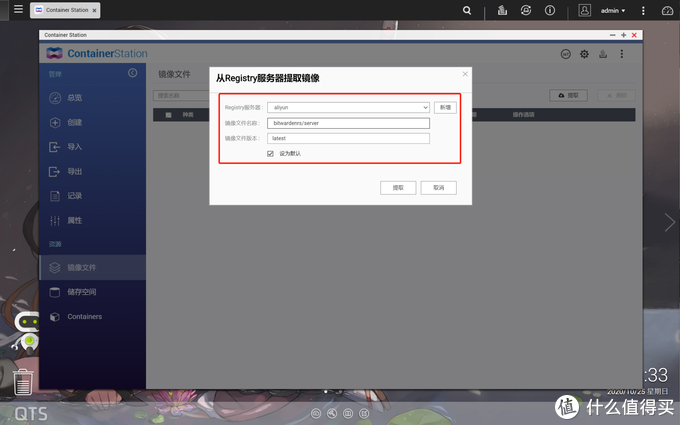 Container Station
admin
Container Station
ContainerStation
管理
镜像文件
总览
搜索名称
提取
创建
种类
操作选项
导入
导出
记录
属性
资源
镜像文件
储存空间
Containers
从Registry服务器提取镜像
Registry服务器:
aliyun
新增
镜像文件名称:
bitwardenrs/server
镜像文件版本:
latest
设为默认
提取
取消
:33
2020/10/25 星期日
QTS
值 什么值得买